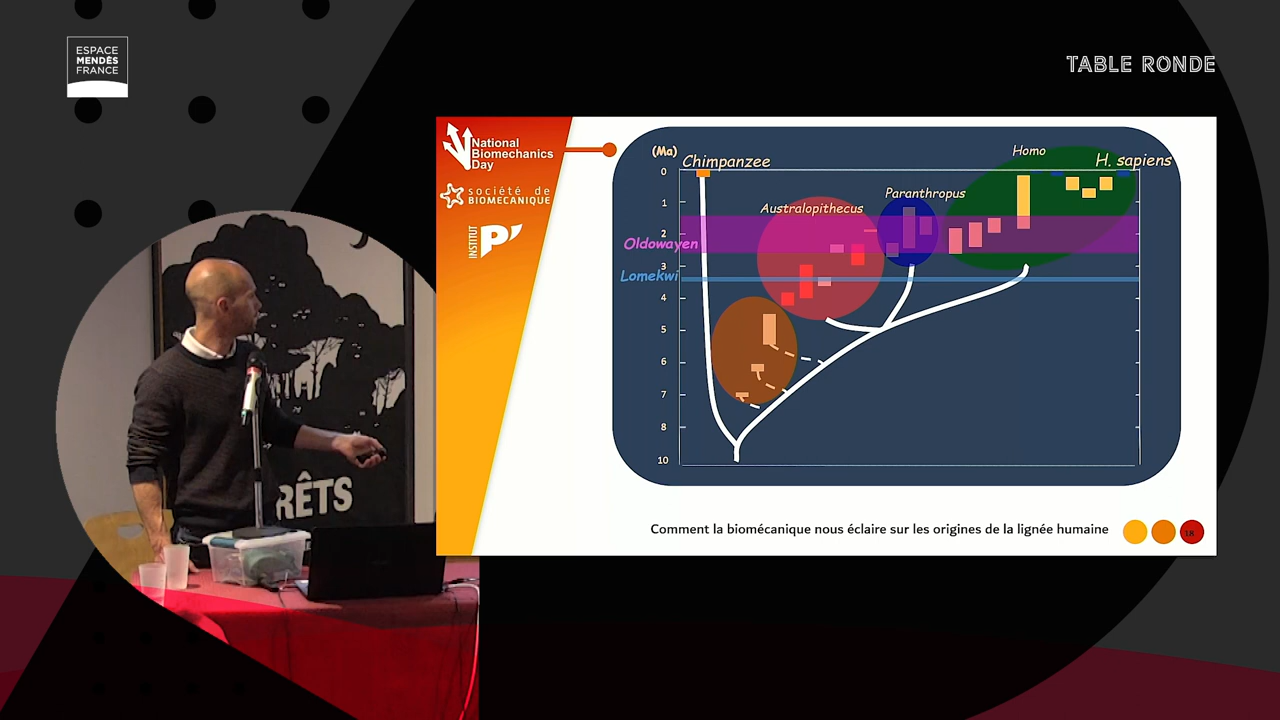 ESPACE
MENDÈS
FRANCE
TABLE RONDE
National
Biomechanics
Day
société de
BIOMECANIQUE
INSTITUT
P'
(Ma)
Chimpanzee
Homo
H. sapiens
Paranthropus
Australopithecus
Oldowayen
Lomekwi
0
1
2
3
4
5
6
7
8
10
RÊTS
Comment la biomécanique nous éclaire sur les origines de la lignée humaine